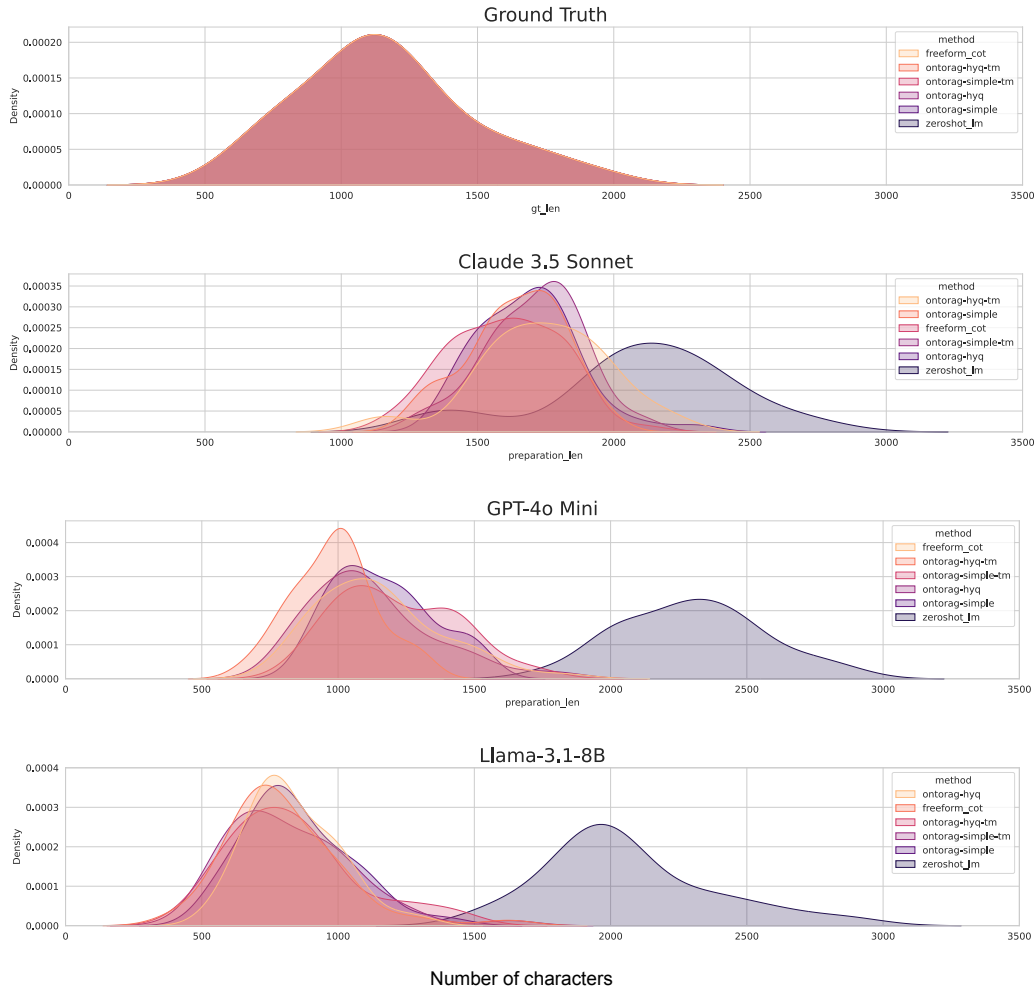 Ground Truth
Density
0.00020
0.00015
0.00010
0.00005
0.00000
0 500 1000 1500 2000 2500 3000 3500
gt_len
method
freeform_cot
ontorag-hyq-tm
ontorag-simple-tm
ontorag-hyq
ontorag-simple
zeroshot_lm
Claude 3.5 Sonnet
Density
0.00035
0.00030
0.00025
0.00020
0.00015
0.00010
0.00005
0.00000
0 500 1000 1500 2000 2500 3000 3500
preparation_len
method
ontorag-hyq-tm
ontorag-simple
freeform_cot
ontorag-simple-tm
ontorag-hyq
zeroshot_lm
GPT-4o Mini
Density
0.0004
0.0003
0.0002
0.0001
0.0000
0 500 1000 1500 2000 2500 3000 3500
preparation_len
method
freeform_cot
ontorag-hyq-tm
ontorag-simple-tm
ontorag-hyq
ontorag-simple
zeroshot_lm
Llama-3.1-8B
Density
0.0004
0.0003
0.0002
0.0001
0.0000
0 500 1000 1500 2000 2500 3000 3500
method
ontorag-hyq
freeform_cot
ontorag-hyq-tm
ontorag-simple-tm
ontorag-simple
zeroshot_lm
Number of characters